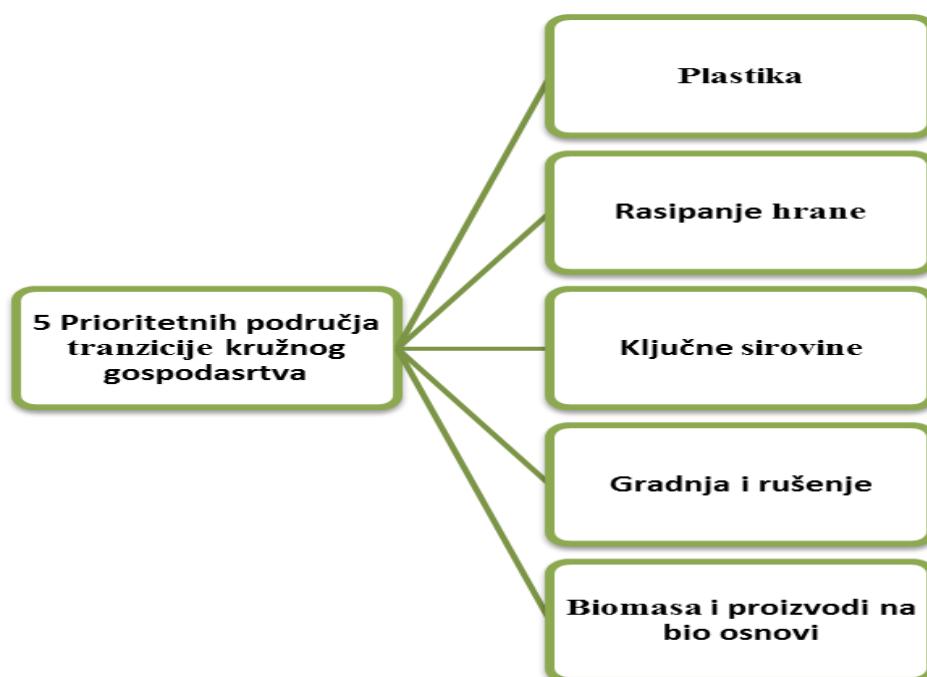 5 Prioritetnih područja
tranzicije kružnog
gospodasrtva
Plastika
Rasipanje hrane
Ključne sirovine
Gradnja i rušenje
Biomasa i proizvodi na
bio osnovi